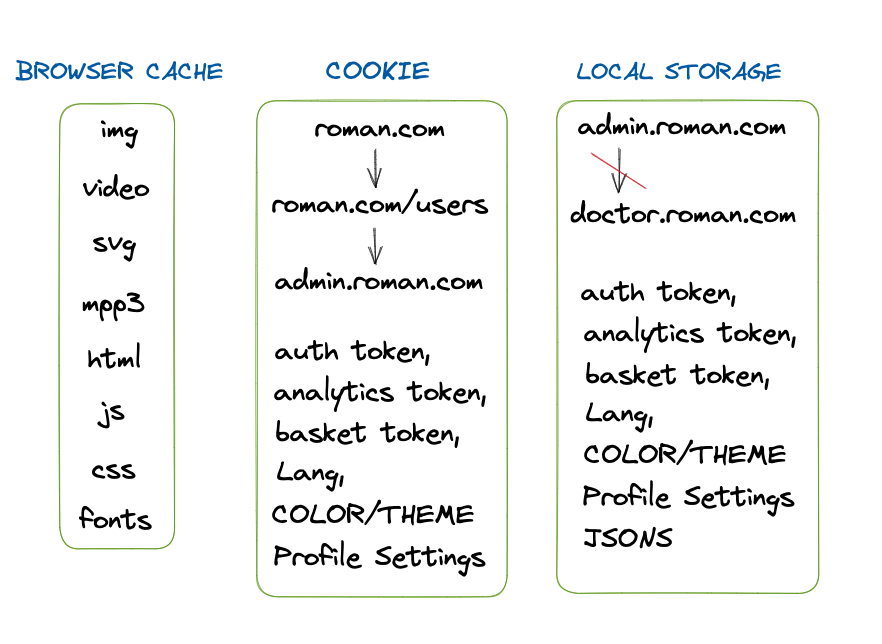 BROWSER CACHE
img
video
svg
mpp3
html
js
css
fonts
COOKIE
roman.com
roman.com/users
admin.roman.com
auth token,
analytics token,
basket token,
Lang,
COLOR/THEME
Profile Settings
LOCAL STORAGE
admin.roman.com
doctor.roman.com
auth token,
analytics token,
basket token,
Lang,
COLOR/THEME
Profile Settings
JSONS